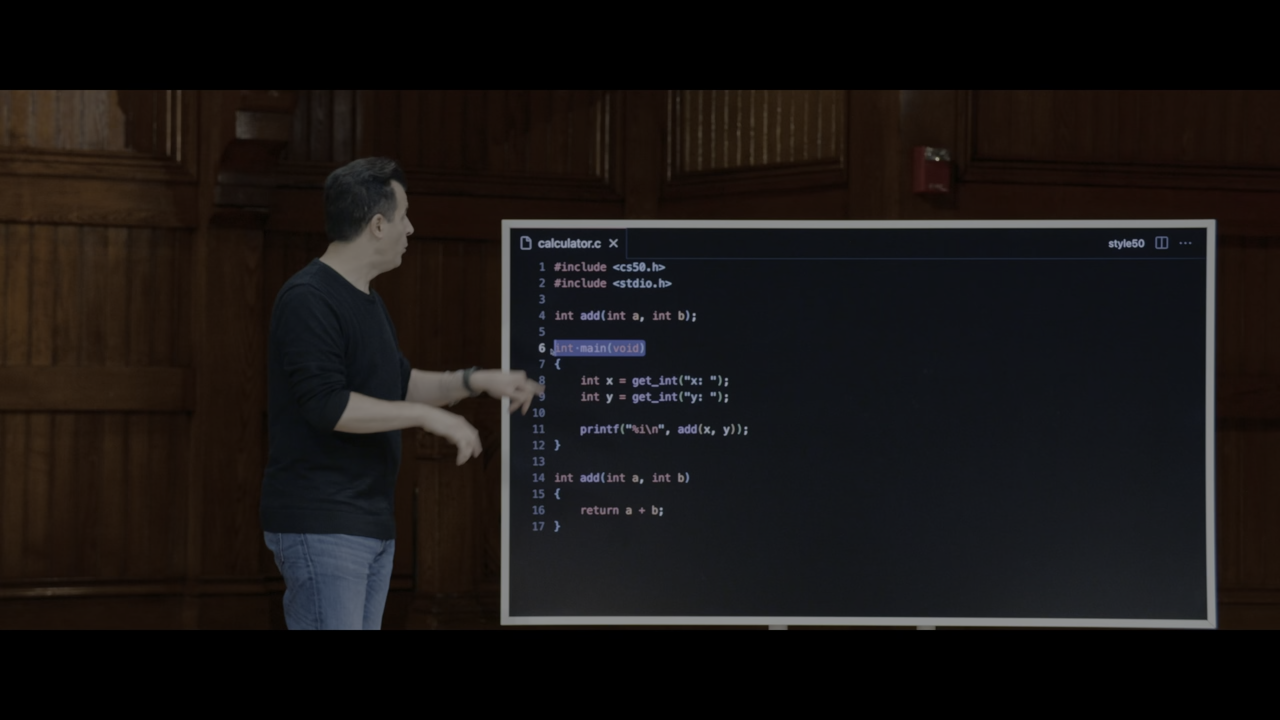 calculator.c
style50
1 #include <cs50.h>
2 #include <stdio.h>
3
4 int add(int a, int b);
5
6 int main(void)
7 {
8     int x = get_int("x: ");
9     int y = get_int("y: ");
10
11     printf("%i\n", add(x, y));
12 }
13
14 int add(int a, int b)
15 {
16     return a + b;
17 }